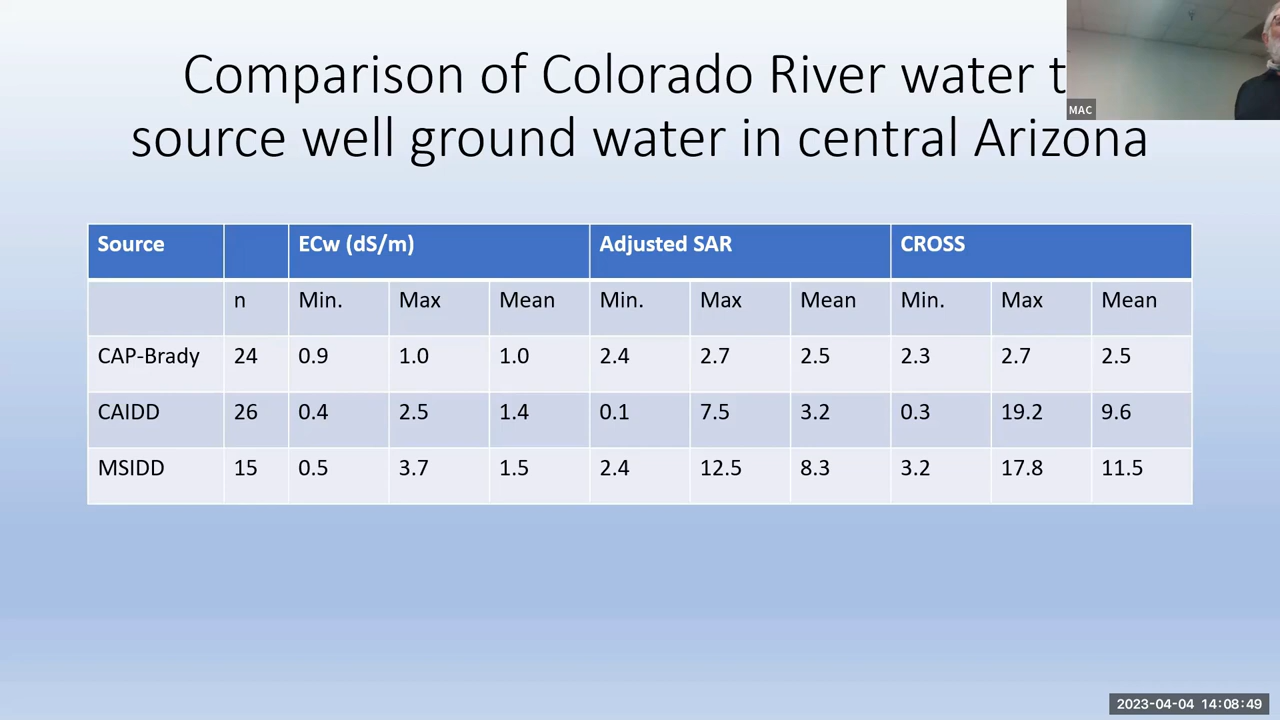 Comparison of Colorado River water t
source well ground water in central Arizona
MAC
Source ECw (dS/m) Adjusted SAR CROSS
n Min. Max Mean Min. Max Mean Min. Max Mean
CAP-Brady 24 0.9 1.0 1.0 2.4 2.7 2.5 2.3 2.7 2.5
CAIDD 26 0.4 2.5 1.4 0.1 7.5 3.2 0.3 19.2 9.6
MSIDD 15 0.5 3.7 1.5 2.4 12.5 8.3 3.2 17.8 11.5
2023-04-04 14:08:49